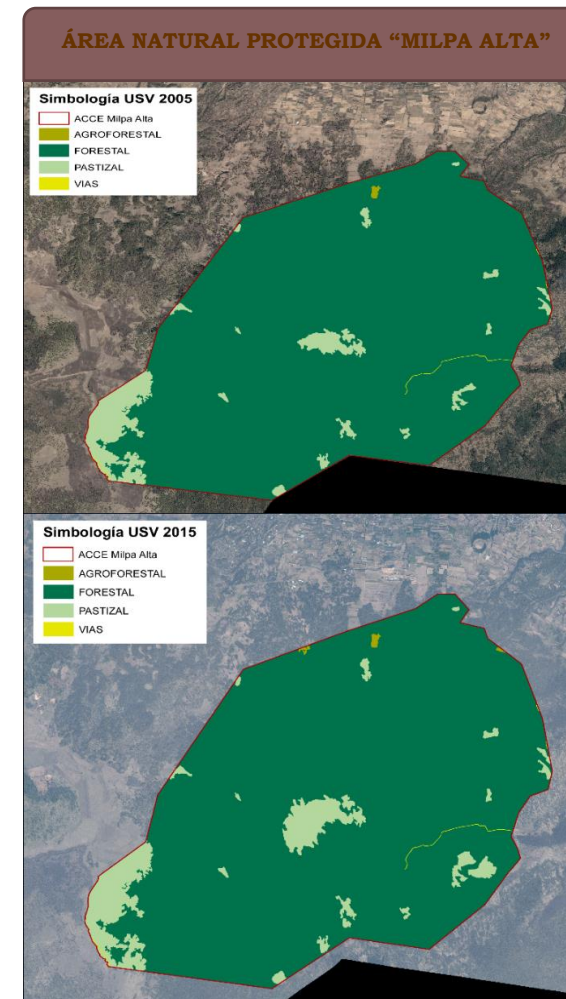 ÁREA NATURAL PROTEGIDA “MILPA ALTA”
Simbología USV 2005
ACCE Milpa Alta
AGROFORESTAL
FORESTAL
PASTIZAL
VIAS
Simbología USV 2015
ACCE Milpa Alta
AGROFORESTAL
FORESTAL
PASTIZAL
VIAS